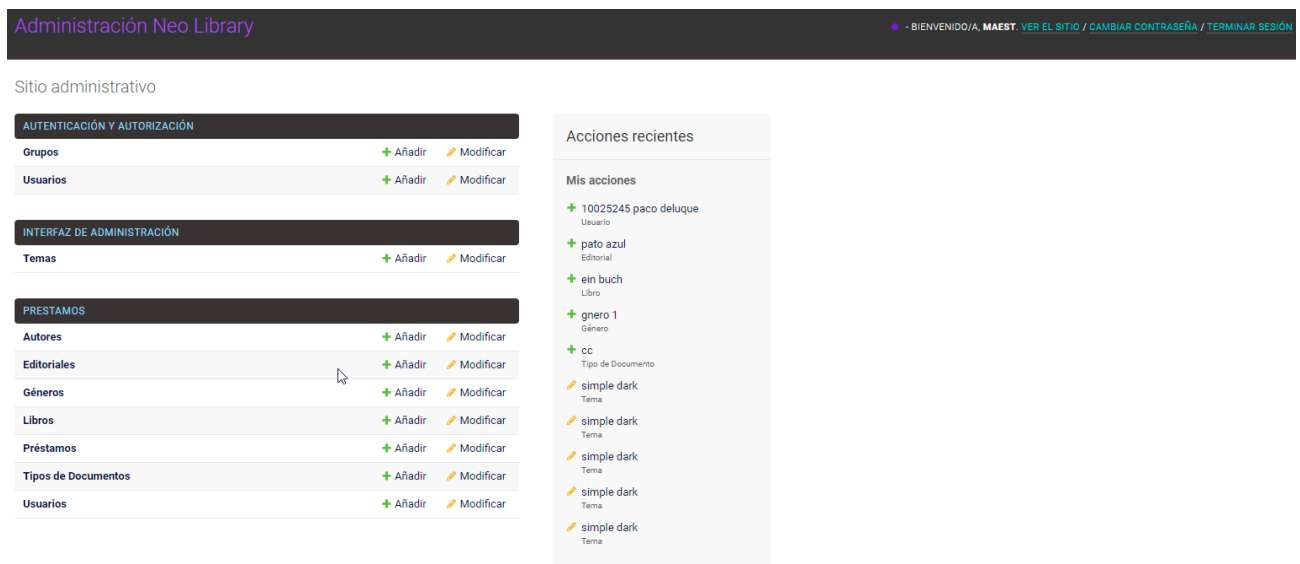 Administración Neo Library
- BIENVENIDO/A, MAEST. VER EL SITIO / CAMBIAR CONTRASEÑA / TERMINAR SESIÓN
Sitio administrativo
AUTENTICACIÓN Y AUTORIZACIÓN
Grupos Añadir Modificar
Usuarios Añadir Modificar
INTERFAZ DE ADMINISTRACIÓN
Temas Añadir Modificar
PRESTAMOS
Autores Añadir Modificar
Editoriales Añadir Modificar
Géneros Añadir Modificar
Libros Añadir Modificar
Préstamos Añadir Modificar
Tipos de Documentos Añadir Modificar
Usuarios Añadir Modificar
Acciones recientes
Mis acciones
10025245 paco deluque
Usuario
pato azul
Editorial
ein buch
Libro
gnero 1
Género
cc
Tipo de Documento
simple dark
Tema
simple dark
Tema
simple dark
Tema
simple dark
Tema
simple dark
Tema